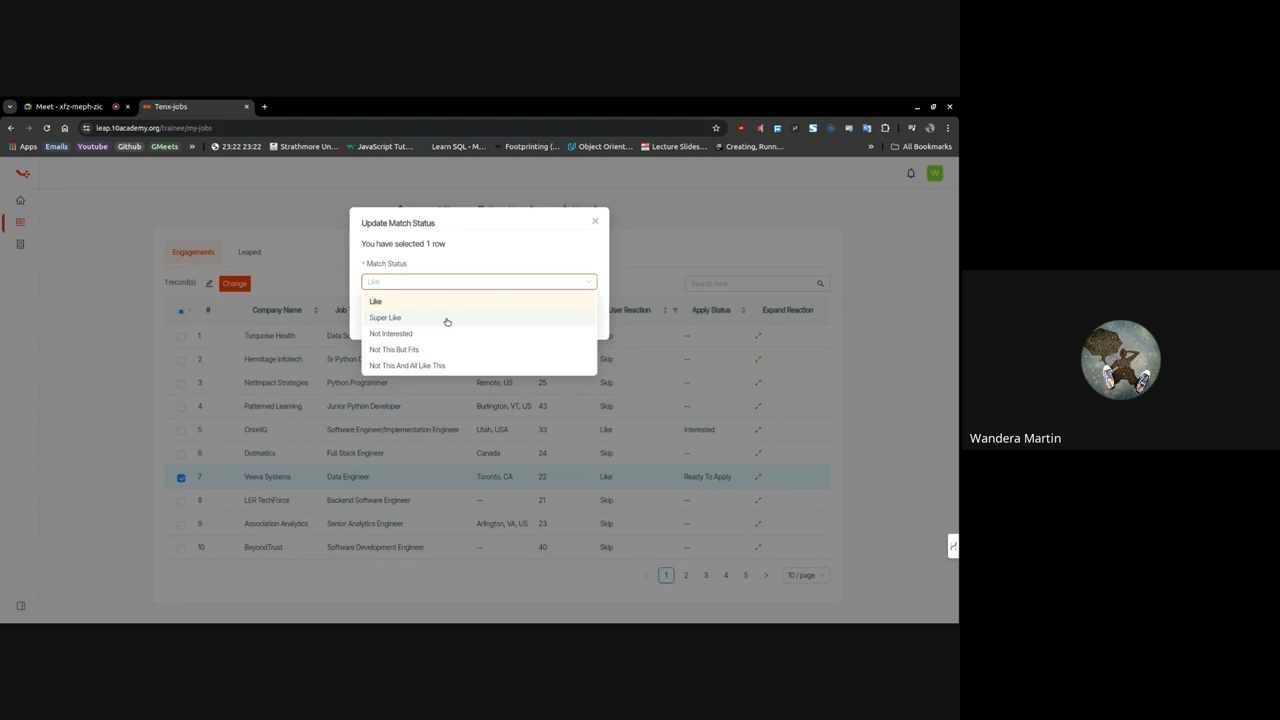 Meet - xfz-meph-zic
Tenx-jobs
leap.10academy.org/trainee/my-jobs
Apps Emails Youtube Github GMeets » 23:22 23:22 Strathmore Un... JavaScript Tut... Learn SQL - M... Footprinting (... Object Orient... Lecture Slides... Creating, Runn... » All Bookmarks
W
Update Match Status
You have selected 1 row
* Match Status
Like
Like
Super Like
Not Interested
Not This But Fits
Not This And All Like This
Engagements Leaped
1 record(s) Change Search here
# Company Name Job T User Reaction Apply Status Expand Reaction
1 Turquoise Health Data Sc Skip --
2 Hermitage Infotech Sr Python D Skip --
3 NetImpact Strategies Python Programmer Remote, US 25 Skip --
4 Patterned Learning Junior Python Developer Burlington, VT, US 43 Skip --
5 OrionIG Software Engineer/Implementation Engineer Utah, USA 33 Like Interested
6 Dotmatics Full Stack Engineer Canada 24 Skip --
7 Veeva Systems Data Engineer Toronto, CA 22 Like Ready To Apply
8 LER TechForce Backend Software Engineer -- 21 Skip --
9 Association Analytics Senior Analytics Engineer Arlington, VA, US 23 Skip --
10 BeyondTrust Software Development Engineer -- 40 Skip --
1 2 3 4 5 10 / page
Wandera Martin